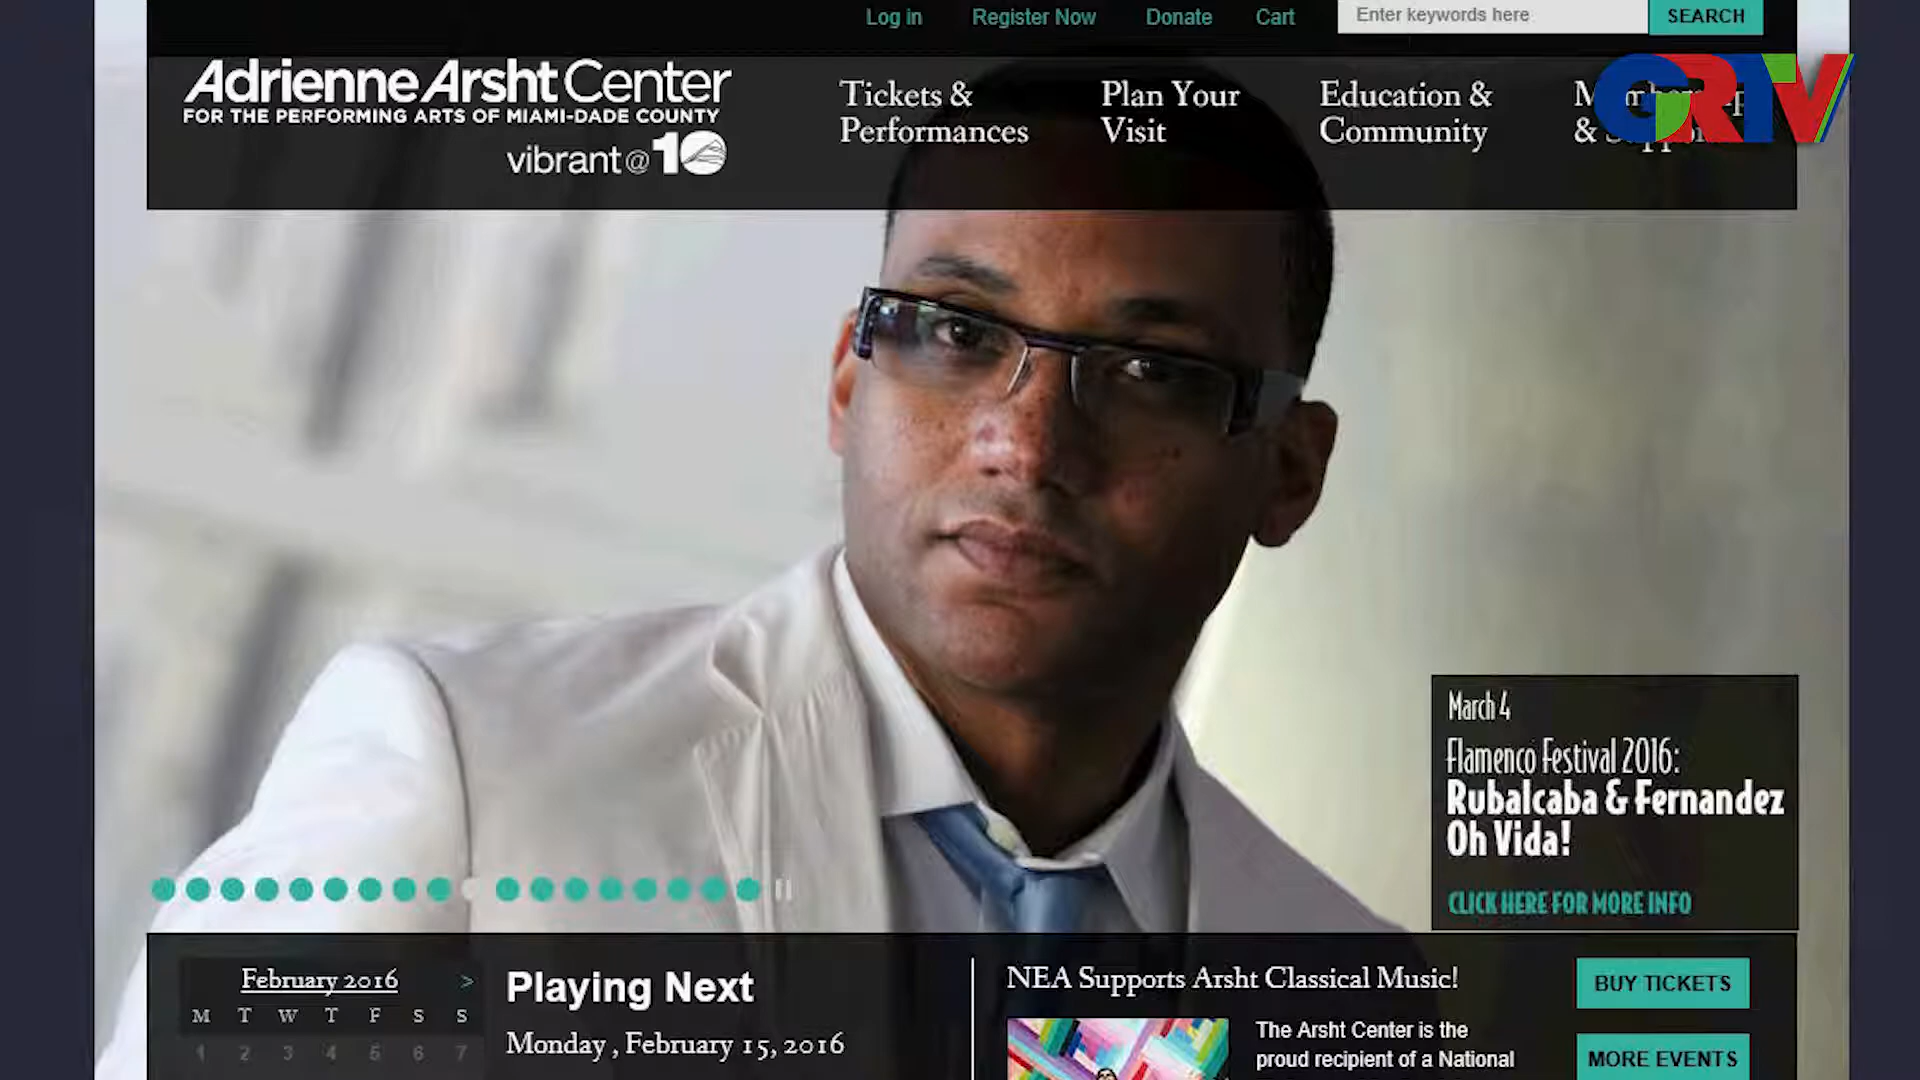 Log in
Register Now
Donate
Cart
Enter keywords here
SEARCH
Adrienne Arsht Center
FOR THE PERFORMING ARTS OF MIAMI-DADE COUNTY
vibrant@10
Tickets &
Performances
Plan Your
Visit
Education &
Community
&
GRTV
March 4
Flamenco Festival 2016:
Rubalcaba & Fernandez
Oh Vida!
CLICK HERE FOR MORE INFO
February 2016 >
M T W T F S S
1 2 3 4 5 6 7
Playing Next
Monday , February 15, 2016
NEA Supports Arsht Classical Music!
The Arsht Center is the
proud recipient of a National
BUY TICKETS
MORE EVENTS